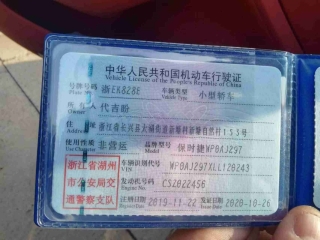 中华人民共和国机动车行驶证
Vehicle License of the People's Republic of China
号牌号码 浙E6828E 车辆类型 小型轿车
Plate No. Vehicle Type
所有人 代吉盼
Owner
住址
Address
使用性质 非营运 品牌型号 保时捷WP0AJ297
Use Character
浙江省湖州市公安局交通警察支队
车辆识别代号 WP0AJ297XLL120243
VIN
发动机号码 CSZ022456
Engine No.
注册日期 2019-11-22 发证日期 2020-10-26